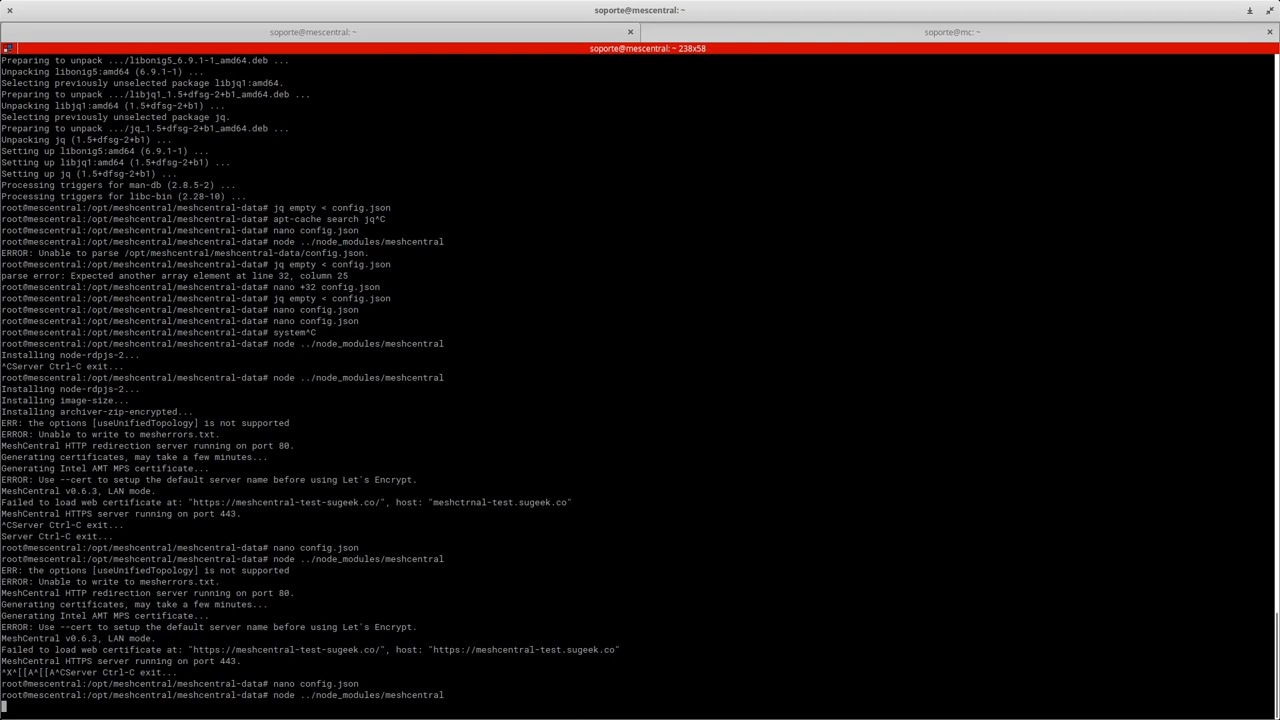 soporte@mescentral: ~
soporte@mescentral: ~
soporte@mc: ~
soporte@mescentral: ~ 238x58
Preparing to unpack .../libonig5_6.9.1-1_amd64.deb ...
Unpacking libonig5:amd64 (6.9.1-1) ...
Selecting previously unselected package libjq1:amd64.
Preparing to unpack .../libjq1_1.5+dfsg-2+b1_amd64.deb ...
Unpacking libjq1:amd64 (1.5+dfsg-2+b1) ...
Selecting previously unselected package jq.
Preparing to unpack .../jq_1.5+dfsg-2+b1_amd64.deb ...
Unpacking jq (1.5+dfsg-2+b1) ...
Setting up libonig5:amd64 (6.9.1-1) ...
Setting up libjq1:amd64 (1.5+dfsg-2+b1) ...
Setting up jq (1.5+dfsg-2+b1) ...
Processing triggers for man-db (2.8.5-2) ...
Processing triggers for libc-bin (2.28-10) ...
root@mescentral:/opt/meshcentral/meshcentral-data# jq empty < config.json
root@mescentral:/opt/meshcentral/meshcentral-data# apt-cache search jq^C
root@mescentral:/opt/meshcentral/meshcentral-data# nano config.json
root@mescentral:/opt/meshcentral/meshcentral-data# node ../node_modules/meshcentral
ERROR: Unable to parse /opt/meshcentral/meshcentral-data/config.json.
root@mescentral:/opt/meshcentral/meshcentral-data# jq empty < config.json
parse error: Expected another array element at line 32, column 25
root@mescentral:/opt/meshcentral/meshcentral-data# nano +32 config.json
root@mescentral:/opt/meshcentral/meshcentral-data# jq empty < config.json
root@mescentral:/opt/meshcentral/meshcentral-data# nano config.json
root@mescentral:/opt/meshcentral/meshcentral-data# nano config.json
root@mescentral:/opt/meshcentral/meshcentral-data# system^C
root@mescentral:/opt/meshcentral/meshcentral-data# node ../node_modules/meshcentral
Installing node-rdpjs-2...
^CServer Ctrl-C exit...
root@mescentral:/opt/meshcentral/meshcentral-data# node ../node_modules/meshcentral
Installing node-rdpjs-2...
Installing image-size...
Installing archiver-zip-encrypted...
ERR: the options [useUnifiedTopology] is not supported
ERROR: Unable to write to mesherrors.txt.
MeshCentral HTTP redirection server running on port 80.
Generating certificates, may take a few minutes...
Generating Intel AMT MPS certificate...
ERROR: Use --cert to setup the default server name before using Let's Encrypt.
MeshCentral v0.6.3, LAN mode.
Failed to load web certificate at: "https://meshcentral-test-sugeek.co/", host: "meshctrnal-test.sugeek.co"
MeshCentral HTTPS server running on port 443.
^CServer Ctrl-C exit...
Server Ctrl-C exit...
root@mescentral:/opt/meshcentral/meshcentral-data# nano config.json
root@mescentral:/opt/meshcentral/meshcentral-data# node ../node_modules/meshcentral
ERR: the options [useUnifiedTopology] is not supported
ERROR: Unable to write to mesherrors.txt.
MeshCentral HTTP redirection server running on port 80.
Generating certificates, may take a few minutes...
Generating Intel AMT MPS certificate...
ERROR: Use --cert to setup the default server name before using Let's Encrypt.
MeshCentral v0.6.3, LAN mode.
Failed to load web certificate at: "https://meshcentral-test-sugeek.co/", host: "https://meshcentral-test.sugeek.co"
MeshCentral HTTPS server running on port 443.
^X^[[A^[[A^CServer Ctrl-C exit...
root@mescentral:/opt/meshcentral/meshcentral-data# nano config.json
root@mescentral:/opt/meshcentral/meshcentral-data# node ../node_modules/meshcentral